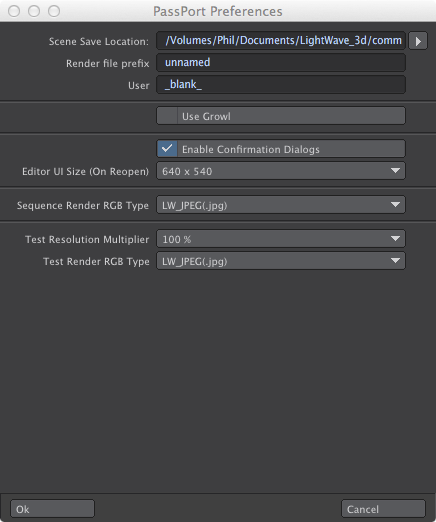 PassPort Preferences
Scene Save Location: /Volumes/Phil/Documents/LightWave_3d/comm
Render file prefix unnamed
User _blank_
Use Growl
Enable Confirmation Dialogs
Editor UI Size (On Reopen) 640 x 540
Sequence Render RGB Type LW_JPEG(.jpg)
Test Resolution Multiplier 100 %
Test Render RGB Type LW_JPEG(.jpg)
Ok Cancel